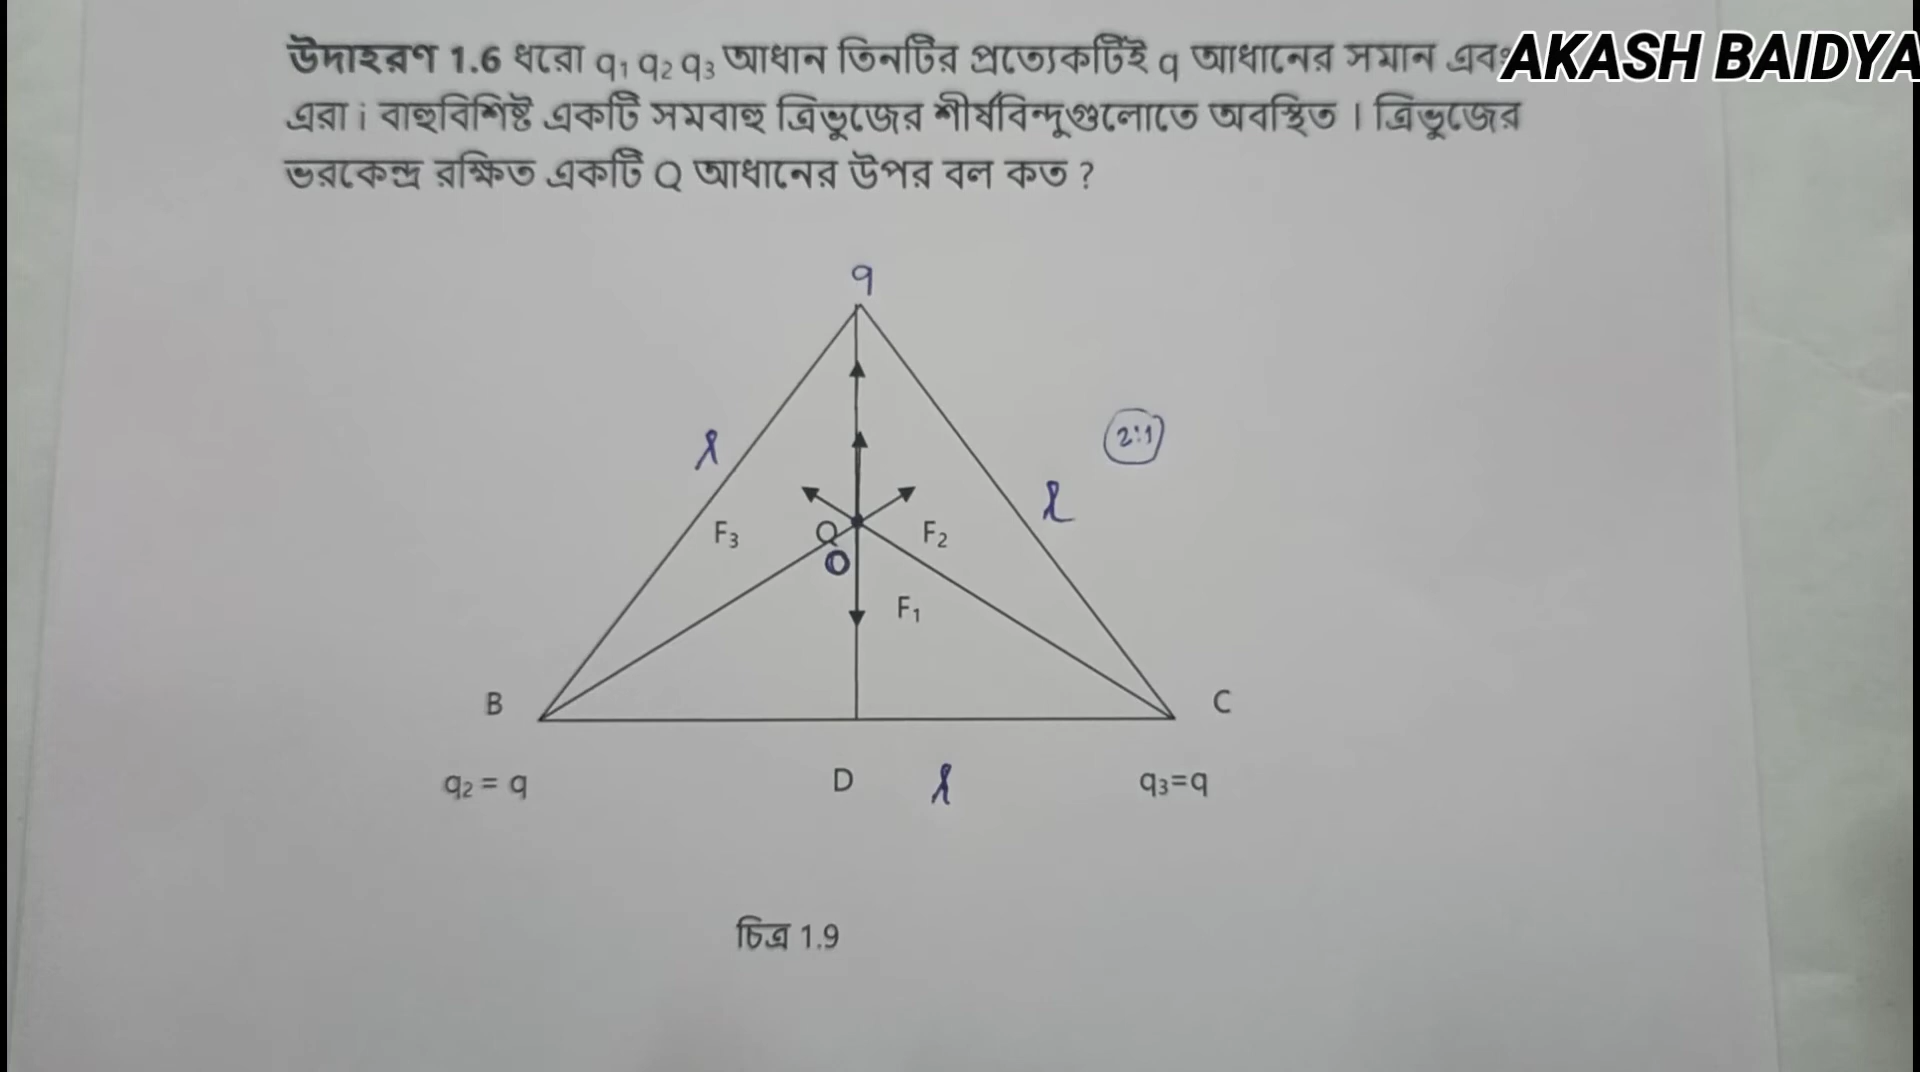 উদাহরণ 1.6 ধরো q₁ q₂ q₃ আধান তিনটির প্রত্যেকটিই q আধানের সমান এবং
AKASH BAIDYA
এরা i বাহুবিশিষ্ট একটি সমবাহু ত্রিভুজের শীর্ষবিন্দুগুলোতে অবস্থিত । ত্রিভুজের
ভরকেন্দ্র রক্ষিত একটি Q আধানের উপর বল কত ?
q
l
2:1
l
F₃
Q
F₂
O
F₁
B
C
q₂ = q
D
l
q₃=q
চিত্র 1.9